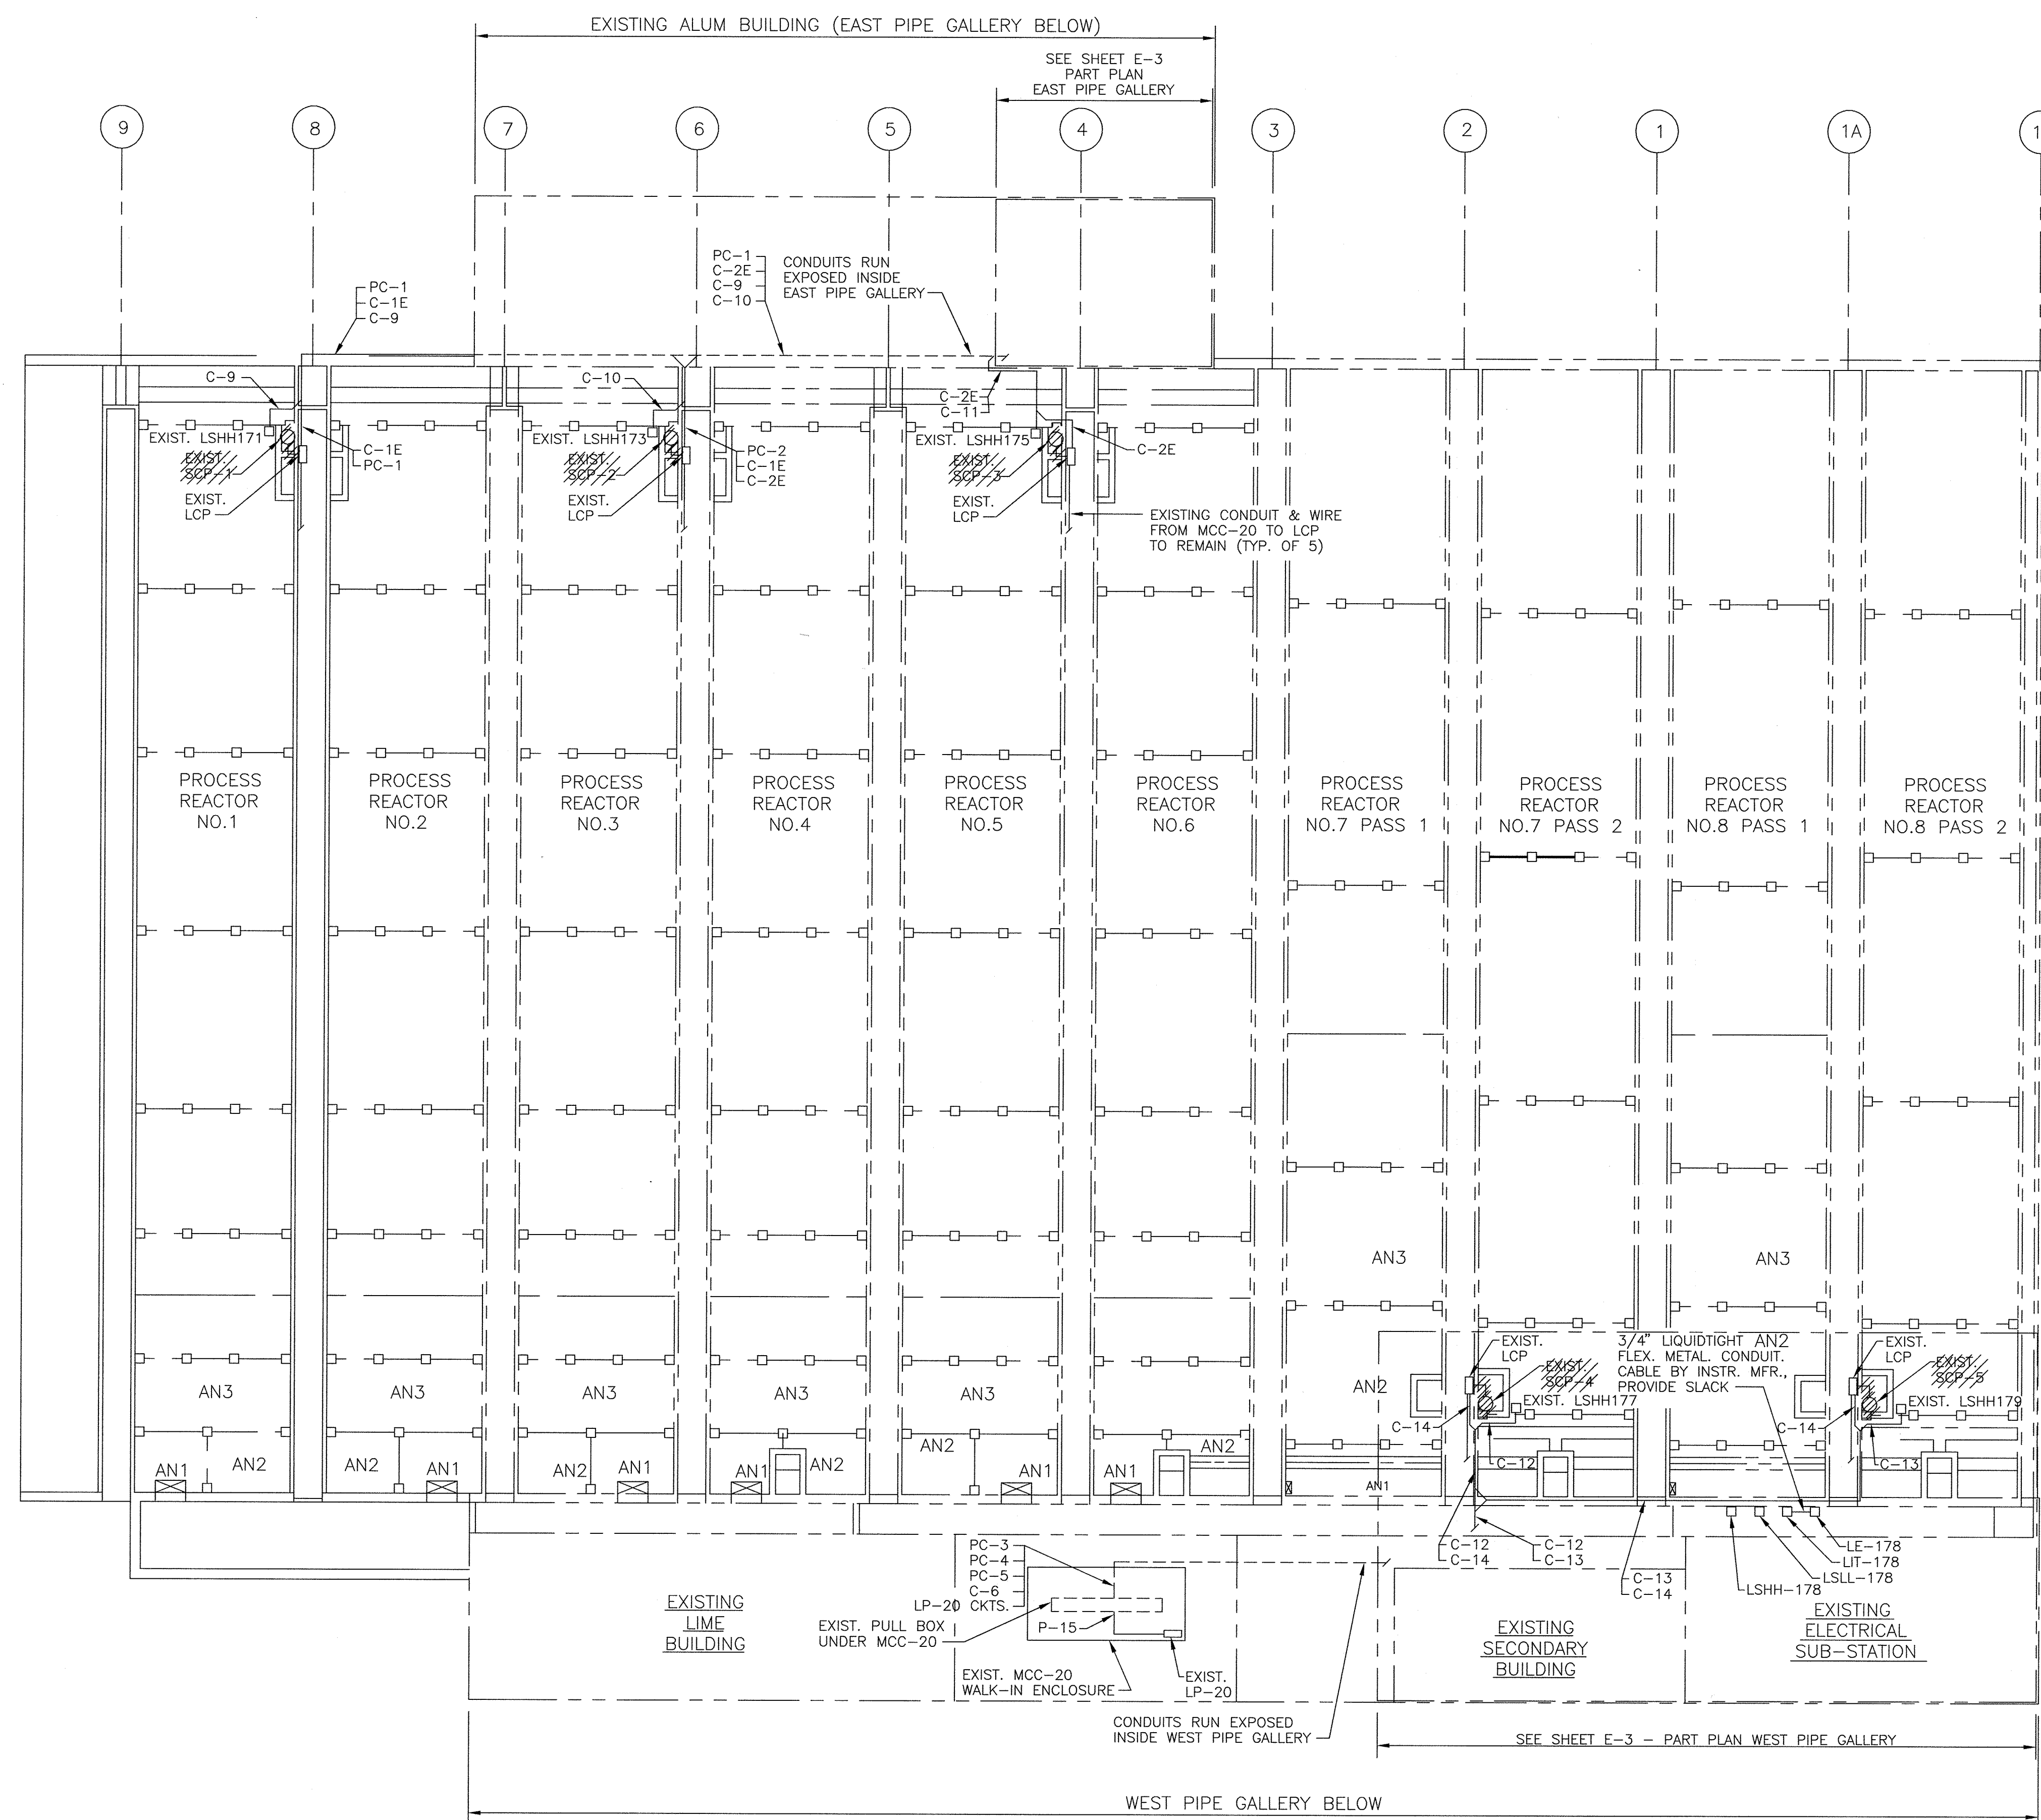 EXISTING ALUM BUILDING (EAST PIPE GALLERY BELOW)
SEE SHEET E-3
PART PLAN
EAST PIPE GALLERY
9
8
7
6
5
4
3
2
1
1A
PC-1
C-1E
C-9
PC-1
C-2E
C-9
C-10
CONDUITS RUN
EXPOSED INSIDE
EAST PIPE GALLERY
C-9
EXIST. LSHH171
EXIST.
SCP-1
EXIST.
LCP
C-1E
PC-1
C-10
EXIST. LSHH173
EXIST.
SCP-2
EXIST.
LCP
PC-2
C-1E
C-2E
C-2E
C-11
EXIST. LSHH175
EXIST.
SCP-3
EXIST.
LCP
C-2E
EXISTING CONDUIT & WIRE
FROM MCC-20 TO LCP
TO REMAIN (TYP. OF 5)
PROCESS
REACTOR
NO.1
PROCESS
REACTOR
NO.2
PROCESS
REACTOR
NO.3
PROCESS
REACTOR
NO.4
PROCESS
REACTOR
NO.5
PROCESS
REACTOR
NO.6
PROCESS
REACTOR
NO.7 PASS 1
PROCESS
REACTOR
NO.7 PASS 2
PROCESS
REACTOR
NO.8 PASS 1
PROCESS
REACTOR
NO.8 PASS 2
AN3
AN3
AN3
AN3
AN3
AN3
AN3
AN2
EXIST.
LCP
EXIST.
SCP-4
EXIST. LSHH177
C-14
C-12
3/4" LIQUIDTIGHT
FLEX. METAL. CONDUIT.
CABLE BY INSTR. MFR.,
PROVIDE SLACK
AN2
EXIST.
LCP
EXIST.
SCP-5
EXIST. LSHH179
C-14
C-13
AN1
AN2
AN2
AN1
AN2
AN1
AN1
AN2
AN2
AN1
AN1
AN2
AN1
PC-3
PC-4
PC-5
C-6
LP-20 CKTS.
EXIST. PULL BOX
UNDER MCC-20
P-15
EXIST. MCC-20
WALK-IN ENCLOSURE
EXIST.
LP-20
C-12
C-14
C-12
C-13
C-13
C-14
LE-178
LIT-178
LSLL-178
LSHH-178
EXISTING
LIME
BUILDING
EXISTING
SECONDARY
BUILDING
EXISTING
ELECTRICAL
SUB-STATION
CONDUITS RUN EXPOSED
INSIDE WEST PIPE GALLERY
SEE SHEET E-3 - PART PLAN WEST PIPE GALLERY
WEST PIPE GALLERY BELOW